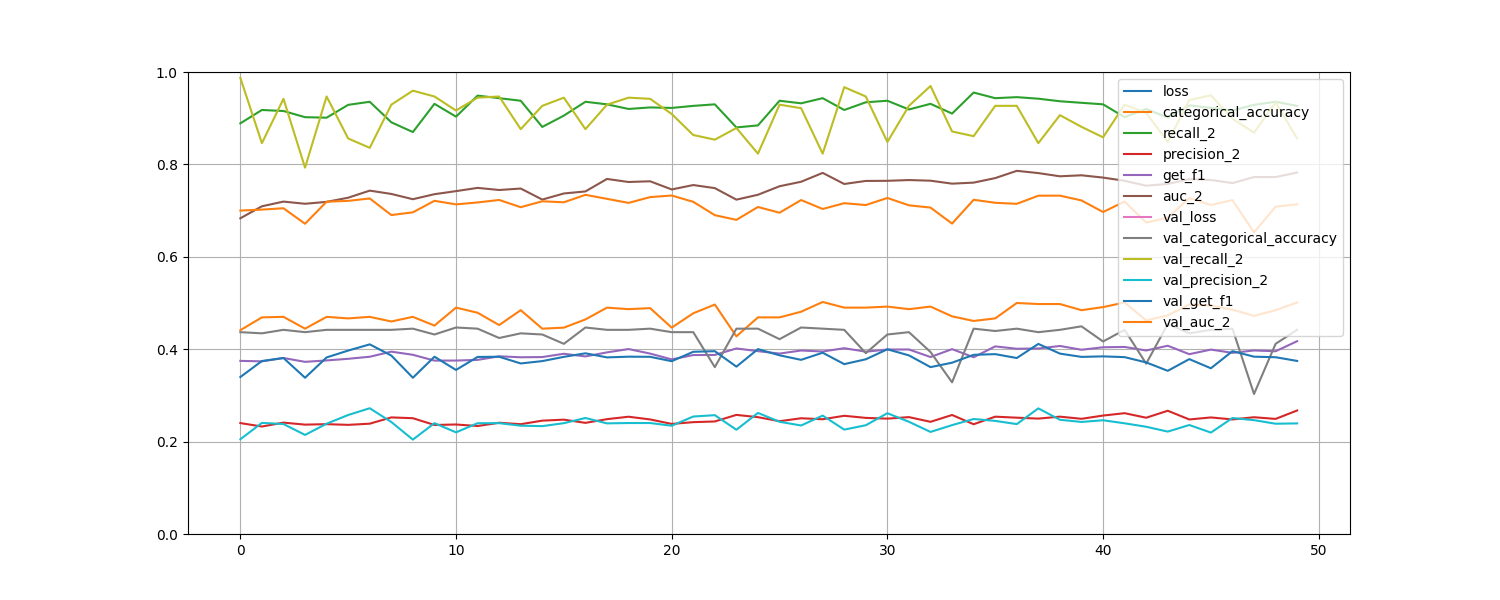 1.0
0.8
0.6
0.4
0.2
0.0
0 10 20 30 40 50
loss
categorical_accuracy
recall_2
precision_2
get_f1
auc_2
val_loss
val_categorical_accuracy
val_recall_2
val_precision_2
val_get_f1
val_auc_2